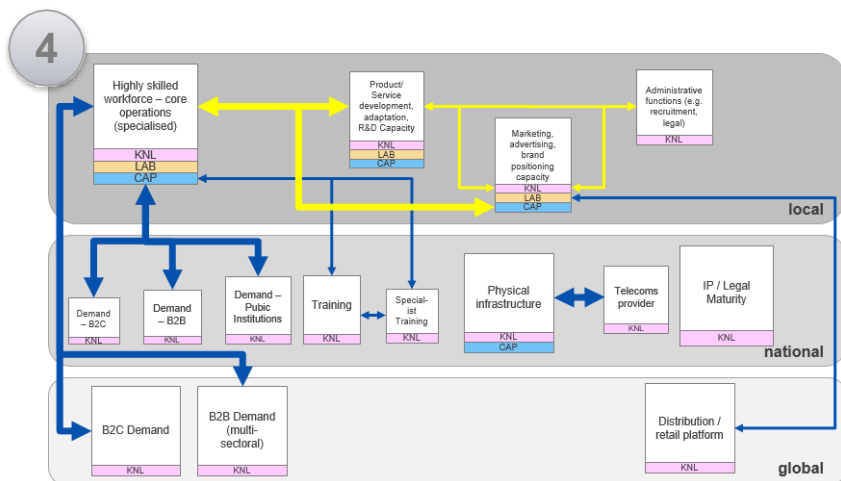 4
Highly skilled
workforce – core
operations
(specialised)
KNL
LAB
CAP
Product/
Service
development,
adaptation,
R&D Capacity
KNL
LAB
CAP
Marketing,
advertising,
brand
positioning
capacity
KNL
LAB
CAP
Administrative
functions (e.g.
recruitment,
legal)
KNL
local
Demand
– B2C
KNL
Demand
– B2B
KNL
Demand –
Pubic
Institutions
KNL
Training
KNL
Special-
ist
Training
KNL
Physical
infrastructure
KNL
CAP
Telecoms
provider
KNL
IP / Legal
Maturity
KNL
national
B2C Demand
KNL
B2B Demand
(multi-
sectoral)
KNL
Distribution /
retail platform
KNL
global